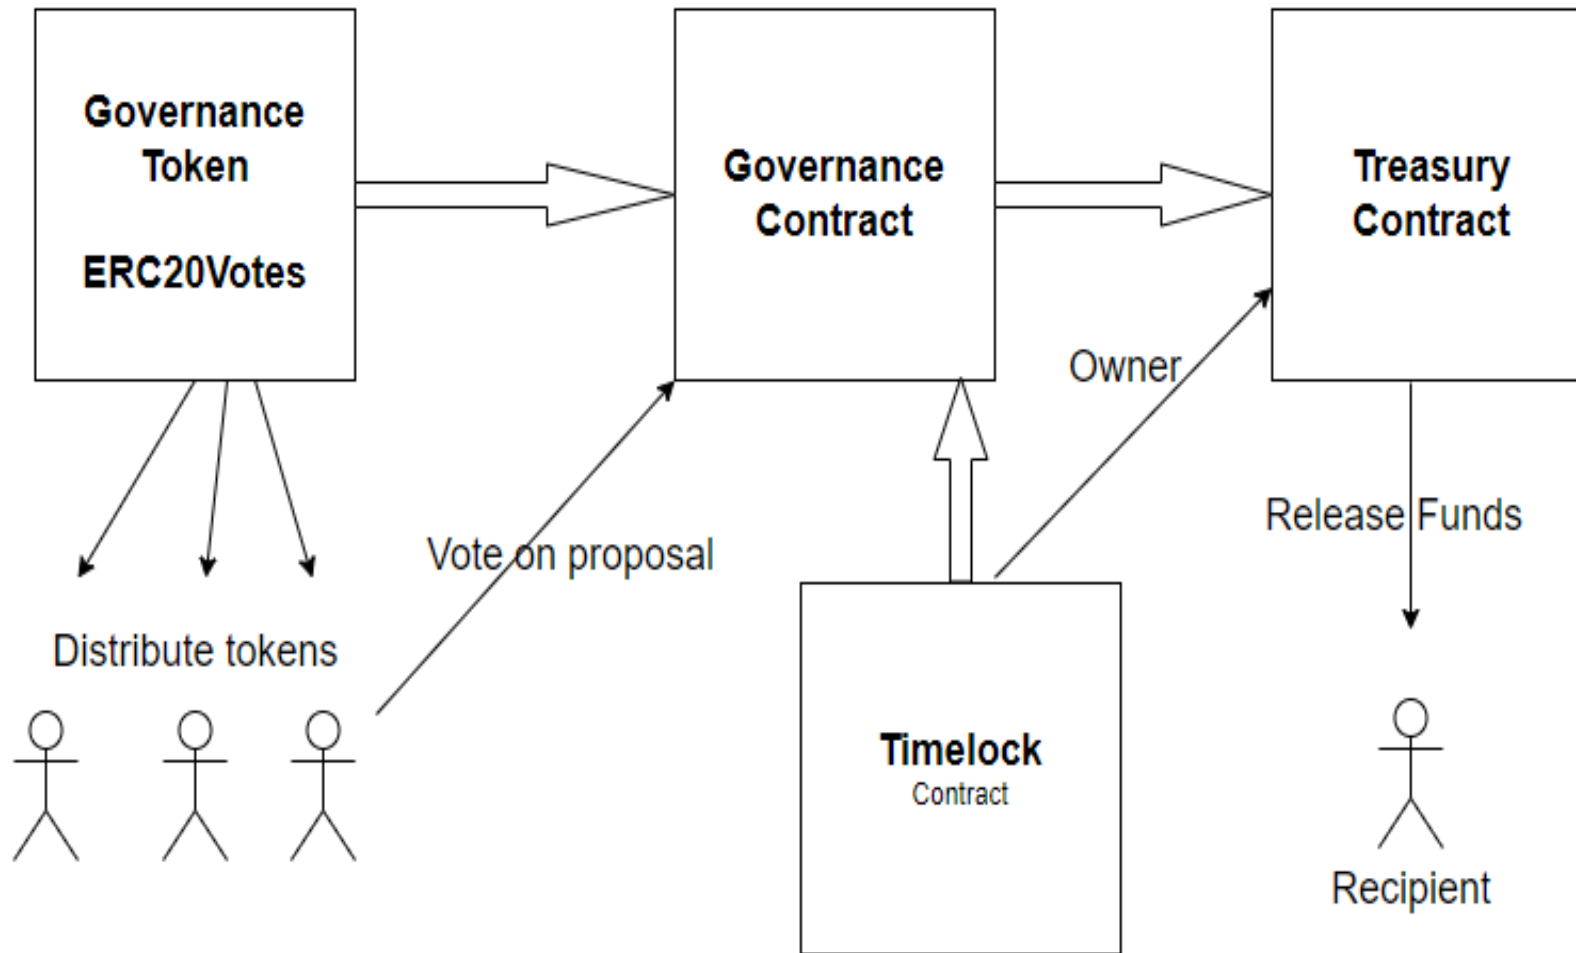 Governance
Token
ERC20Votes
Governance
Contract
Treasury
Contract
Owner
Vote on proposal
Release Funds
Distribute tokens
Timelock
Contract
Recipient